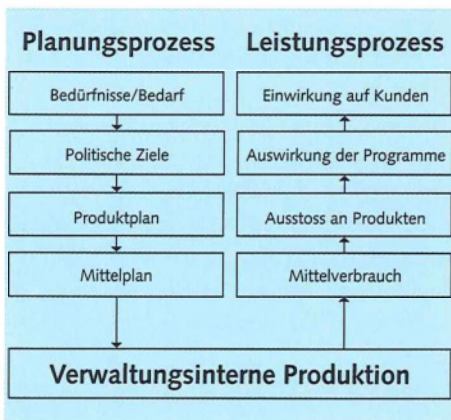 Planungsprozess
Bedürfnisse/Bedarf
Politische Ziele
Produktplan
Mittelplan
Leistungsprozess
Einwirkung auf Kunden
Auswirkung der Programme
Ausstoss an Produkten
Mittelverbrauch
Verwaltungsinterne Produktion